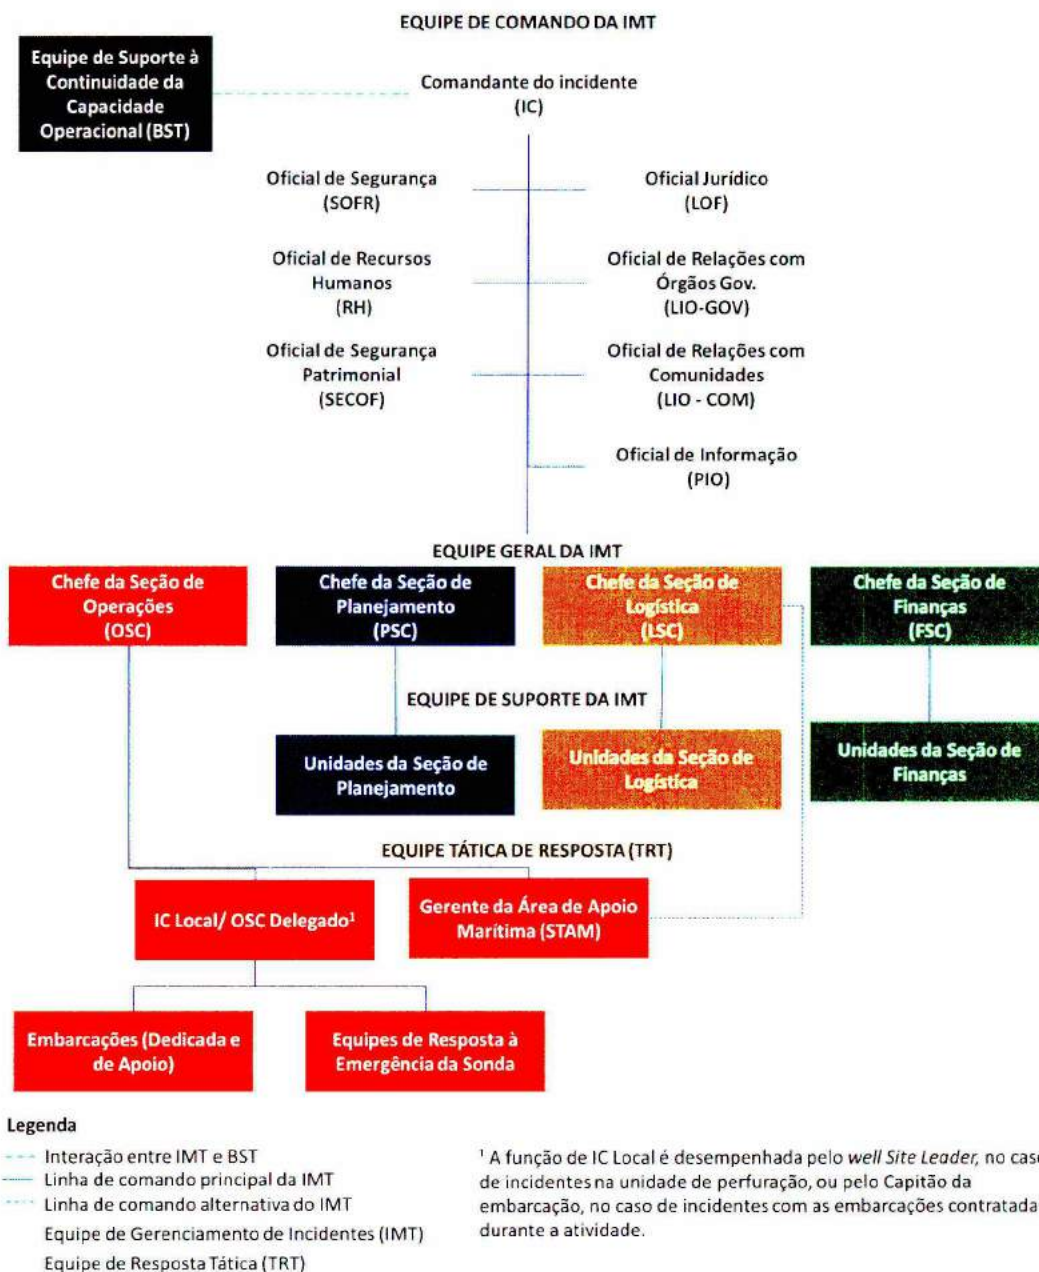 EQUIPE DE COMANDO DA IMT
Equipe de Suporte à
Continuidade da
Capacidade
Operacional (BST)
Comandante do incidente
(IC)
Oficial de Segurança
(SOFR)
Oficial Jurídico
(LOF)
Oficial de Recursos
Humanos
(RH)
Oficial de Relações com
Órgãos Gov.
(LIO-GOV)
Oficial de Segurança
Patrimonial
(SECOF)
Oficial de Relações com
Comunidades
(LIO - COM)
Oficial de Informação
(PIO)
EQUIPE GERAL DA IMT
Chefe da Seção de
Operações
(OSC)
Chefe da Seção de
Planejamento
(PSC)
Chefe da Seção de
Logística
(LSC)
Chefe da Seção de
Finanças
(FSC)
EQUIPE DE SUPORTE DA IMT
Unidades da Seção de
Planejamento
Unidades da Seção de
Logística
Unidades da Seção de
Finanças
EQUIPE TÁTICA DE RESPOSTA (TRT)
IC Local/ OSC Delegado¹
Gerente da Área de Apoio
Marítima (STAM)
Embarcações (Dedicada e
de Apoio)
Equipes de Resposta à
Emergência da Sonda
Legenda
Interação entre IMT e BST
Linha de comando principal da IMT
Linha de comando alternativa do IMT
Equipe de Gerenciamento de Incidentes (IMT)
Equipe de Resposta Tática (TRT)
¹ A função de IC Local é desempenhada pelo well Site Leader, no caso
de incidentes na unidade de perfuração, ou pelo Capitão da
embarcação, no caso de incidentes com as embarcações contratada
durante a atividade.